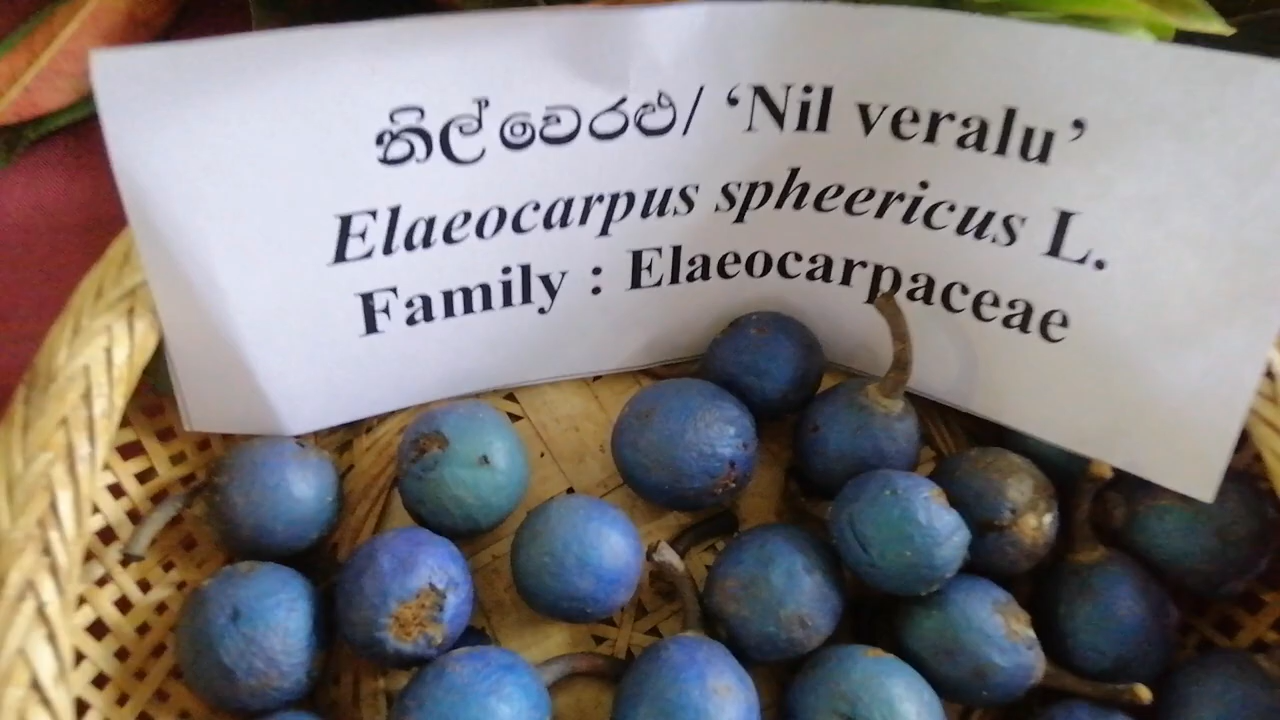 නිල් වෙරළු/ ‘Nil veralu’
Elaeocarpus spheericus L.
Family : Elaeocarpaceae